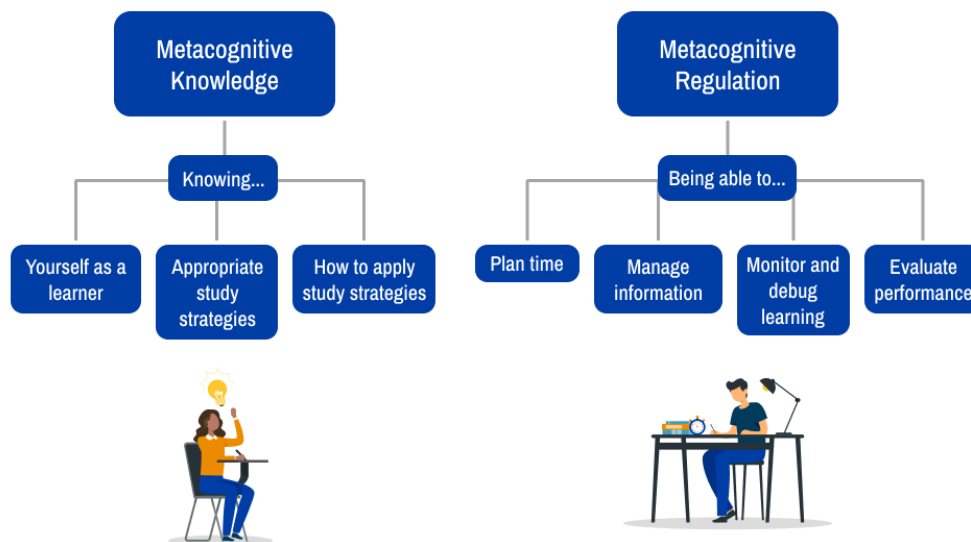 Metacognitive
Knowledge
Knowing...
Yourself as a
learner
Appropriate
study
strategies
How to apply
study strategies
Metacognitive
Regulation
Being able to...
Plan time
Manage
information
Monitor and
debug
learning
Evaluate
performance